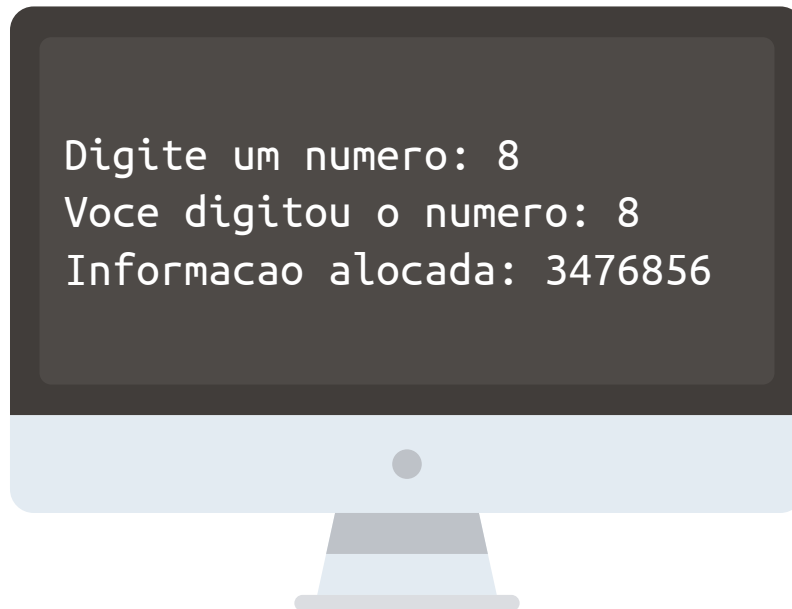 Digite um numero: 8
Voce digitou o numero: 8
Informacao alocada: 3476856